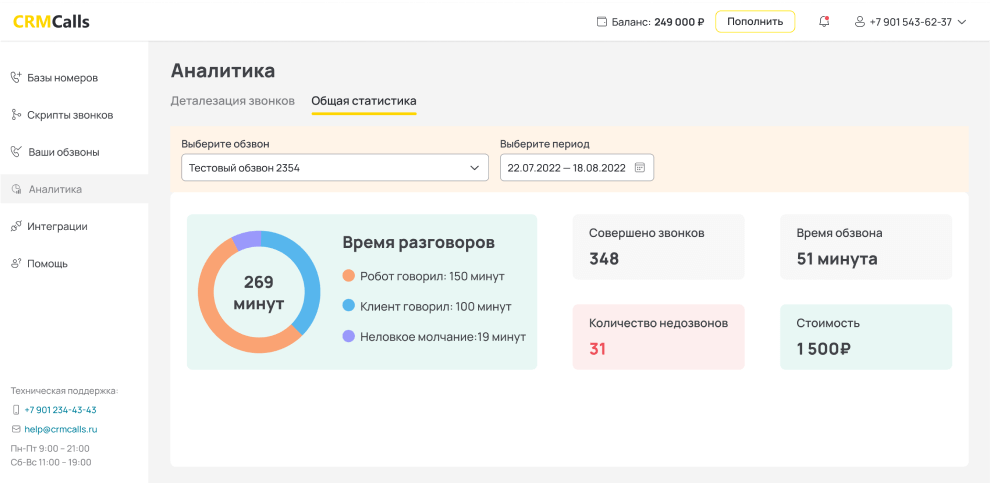 CRMCalls
Баланс: 249 000 ₽
Пополнить
+7 901 543-62-37
Базы номеров
Скрипты звонков
Ваши обзвоны
Аналитика
Интеграции
Помощь
Техническая поддержка:
+7 901 234-43-43
help@crmcalls.ru
Пн-Пт 9:00 – 21:00
Сб-Вс 11:00 – 19:00
Аналитика
Деталезация звонков
Общая статистика
Выберите обзвон
Тестовый обзвон 2354
Выберите период
22.07.2022 — 18.08.2022
269
минут
Время разговоров
Робот говорил: 150 минут
Клиент говорил: 100 минут
Неловкое молчание:19 минут
Совершено звонков
348
Время обзвона
51 минута
Количество недозвонов
31
Стоимость
1 500₽